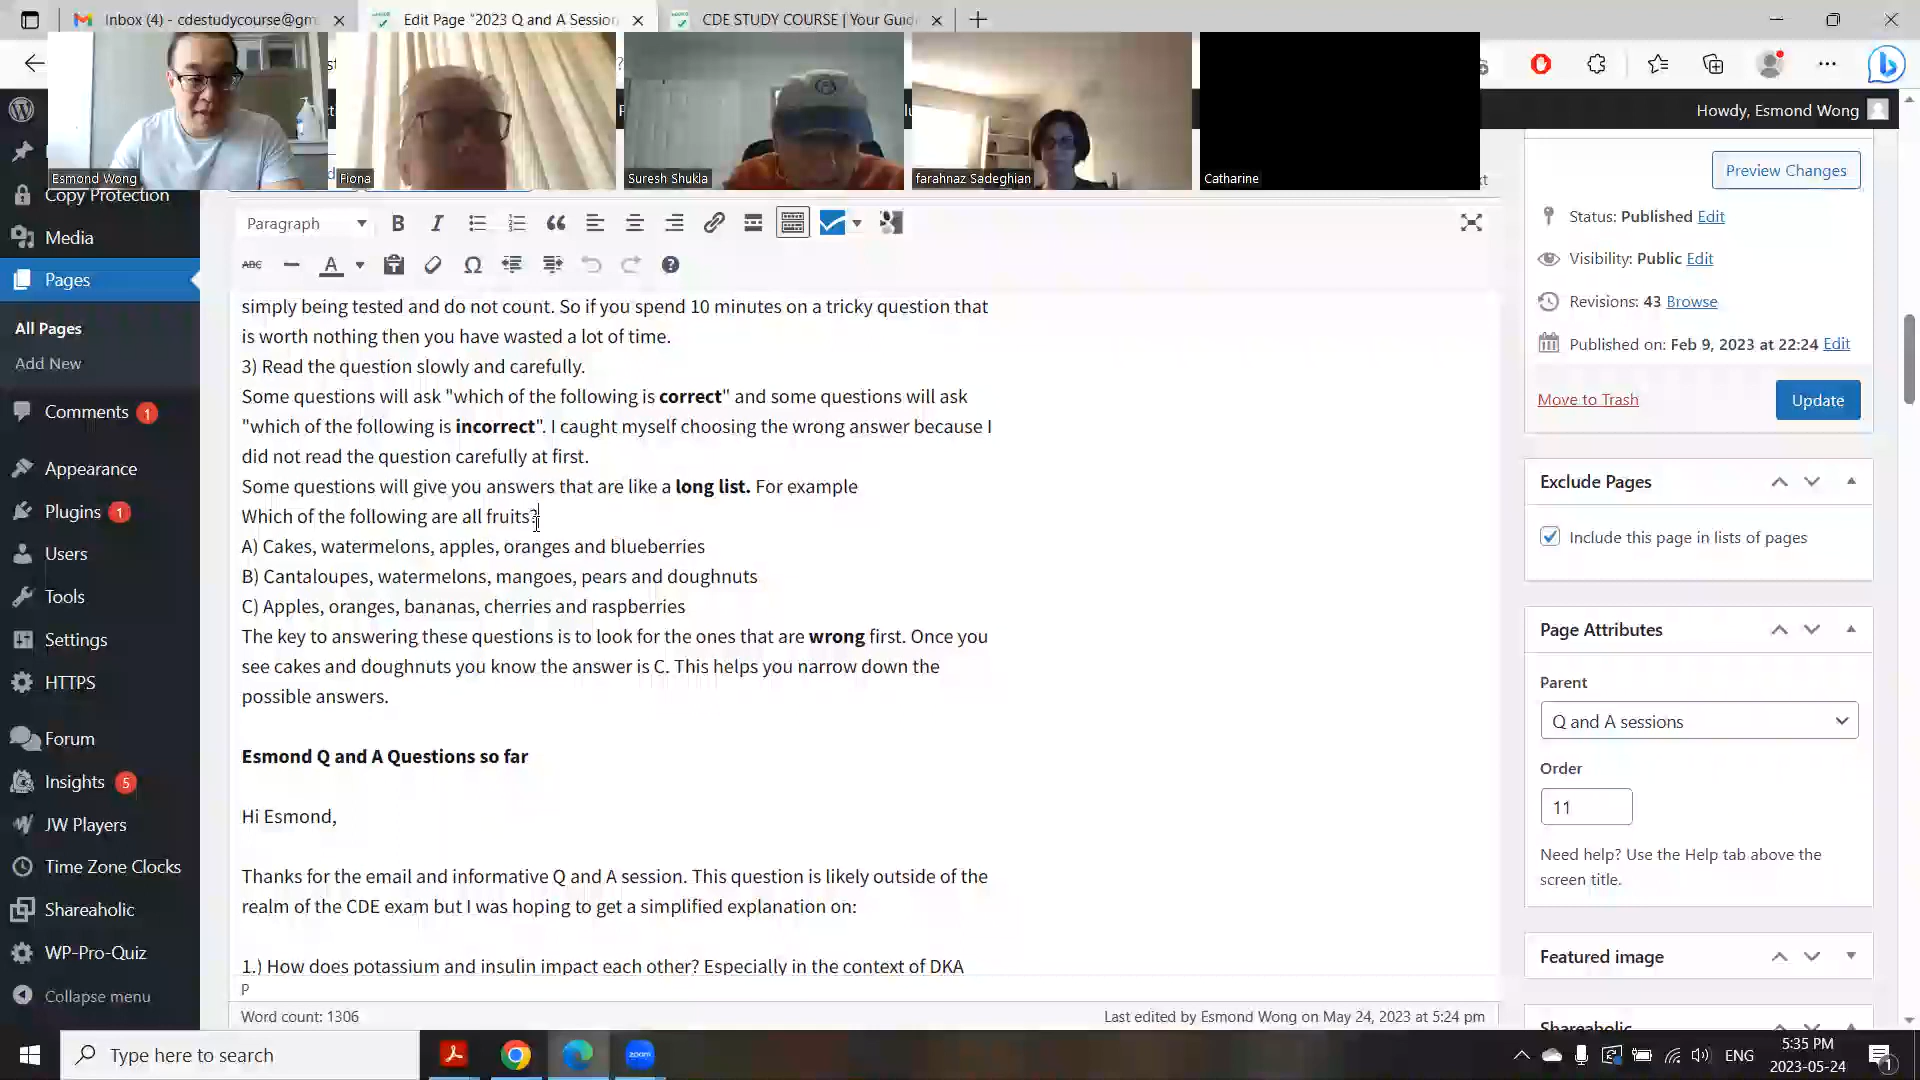 Inbox (4) - cdestudycourse@gm
Edit Page "2023 Q and A Session
CDE STUDY COURSE | Your Guid
Howdy, Esmond Wong
Esmond Wong
Fiona
Suresh Shukla
farahnaz Sadeghian
Catharine
Copy Protection
Media
Pages
All Pages
Add New
Comments 1
Appearance
Plugins 1
Users
Tools
Settings
HTTPS
Forum
Insights 5
JW Players
Time Zone Clocks
Shareaholic
WP-Pro-Quiz
Collapse menu
Paragraph
B I
ABC
A
simply being tested and do not count. So if you spend 10 minutes on a tricky question that
is worth nothing then you have wasted a lot of time.
3) Read the question slowly and carefully.
Some questions will ask "which of the following is correct" and some questions will ask
"which of the following is incorrect". I caught myself choosing the wrong answer because I
did not read the question carefully at first.
Some questions will give you answers that are like a long list. For example
Which of the following are all fruits?
A) Cakes, watermelons, apples, oranges and blueberries
B) Cantaloupes, watermelons, mangoes, pears and doughnuts
C) Apples, oranges, bananas, cherries and raspberries
The key to answering these questions is to look for the ones that are wrong first. Once you
see cakes and doughnuts you know the answer is C. This helps you narrow down the
possible answers.
Esmond Q and A Questions so far
Hi Esmond,
Thanks for the email and informative Q and A session. This question is likely outside of the
realm of the CDE exam but I was hoping to get a simplified explanation on:
1.) How does potassium and insulin impact each other? Especially in the context of DKA
P
Word count: 1306
Last edited by Esmond Wong on May 24, 2023 at 5:24 pm
Preview Changes
Status: Published Edit
Visibility: Public Edit
Revisions: 43 Browse
Published on: Feb 9, 2023 at 22:24 Edit
Move to Trash
Update
Exclude Pages
Include this page in lists of pages
Page Attributes
Parent
Q and A sessions
Order
11
Need help? Use the Help tab above the
screen title.
Featured image
Shareaholic
Type here to search
zoom
ENG
5:35 PM
2023-05-24
1